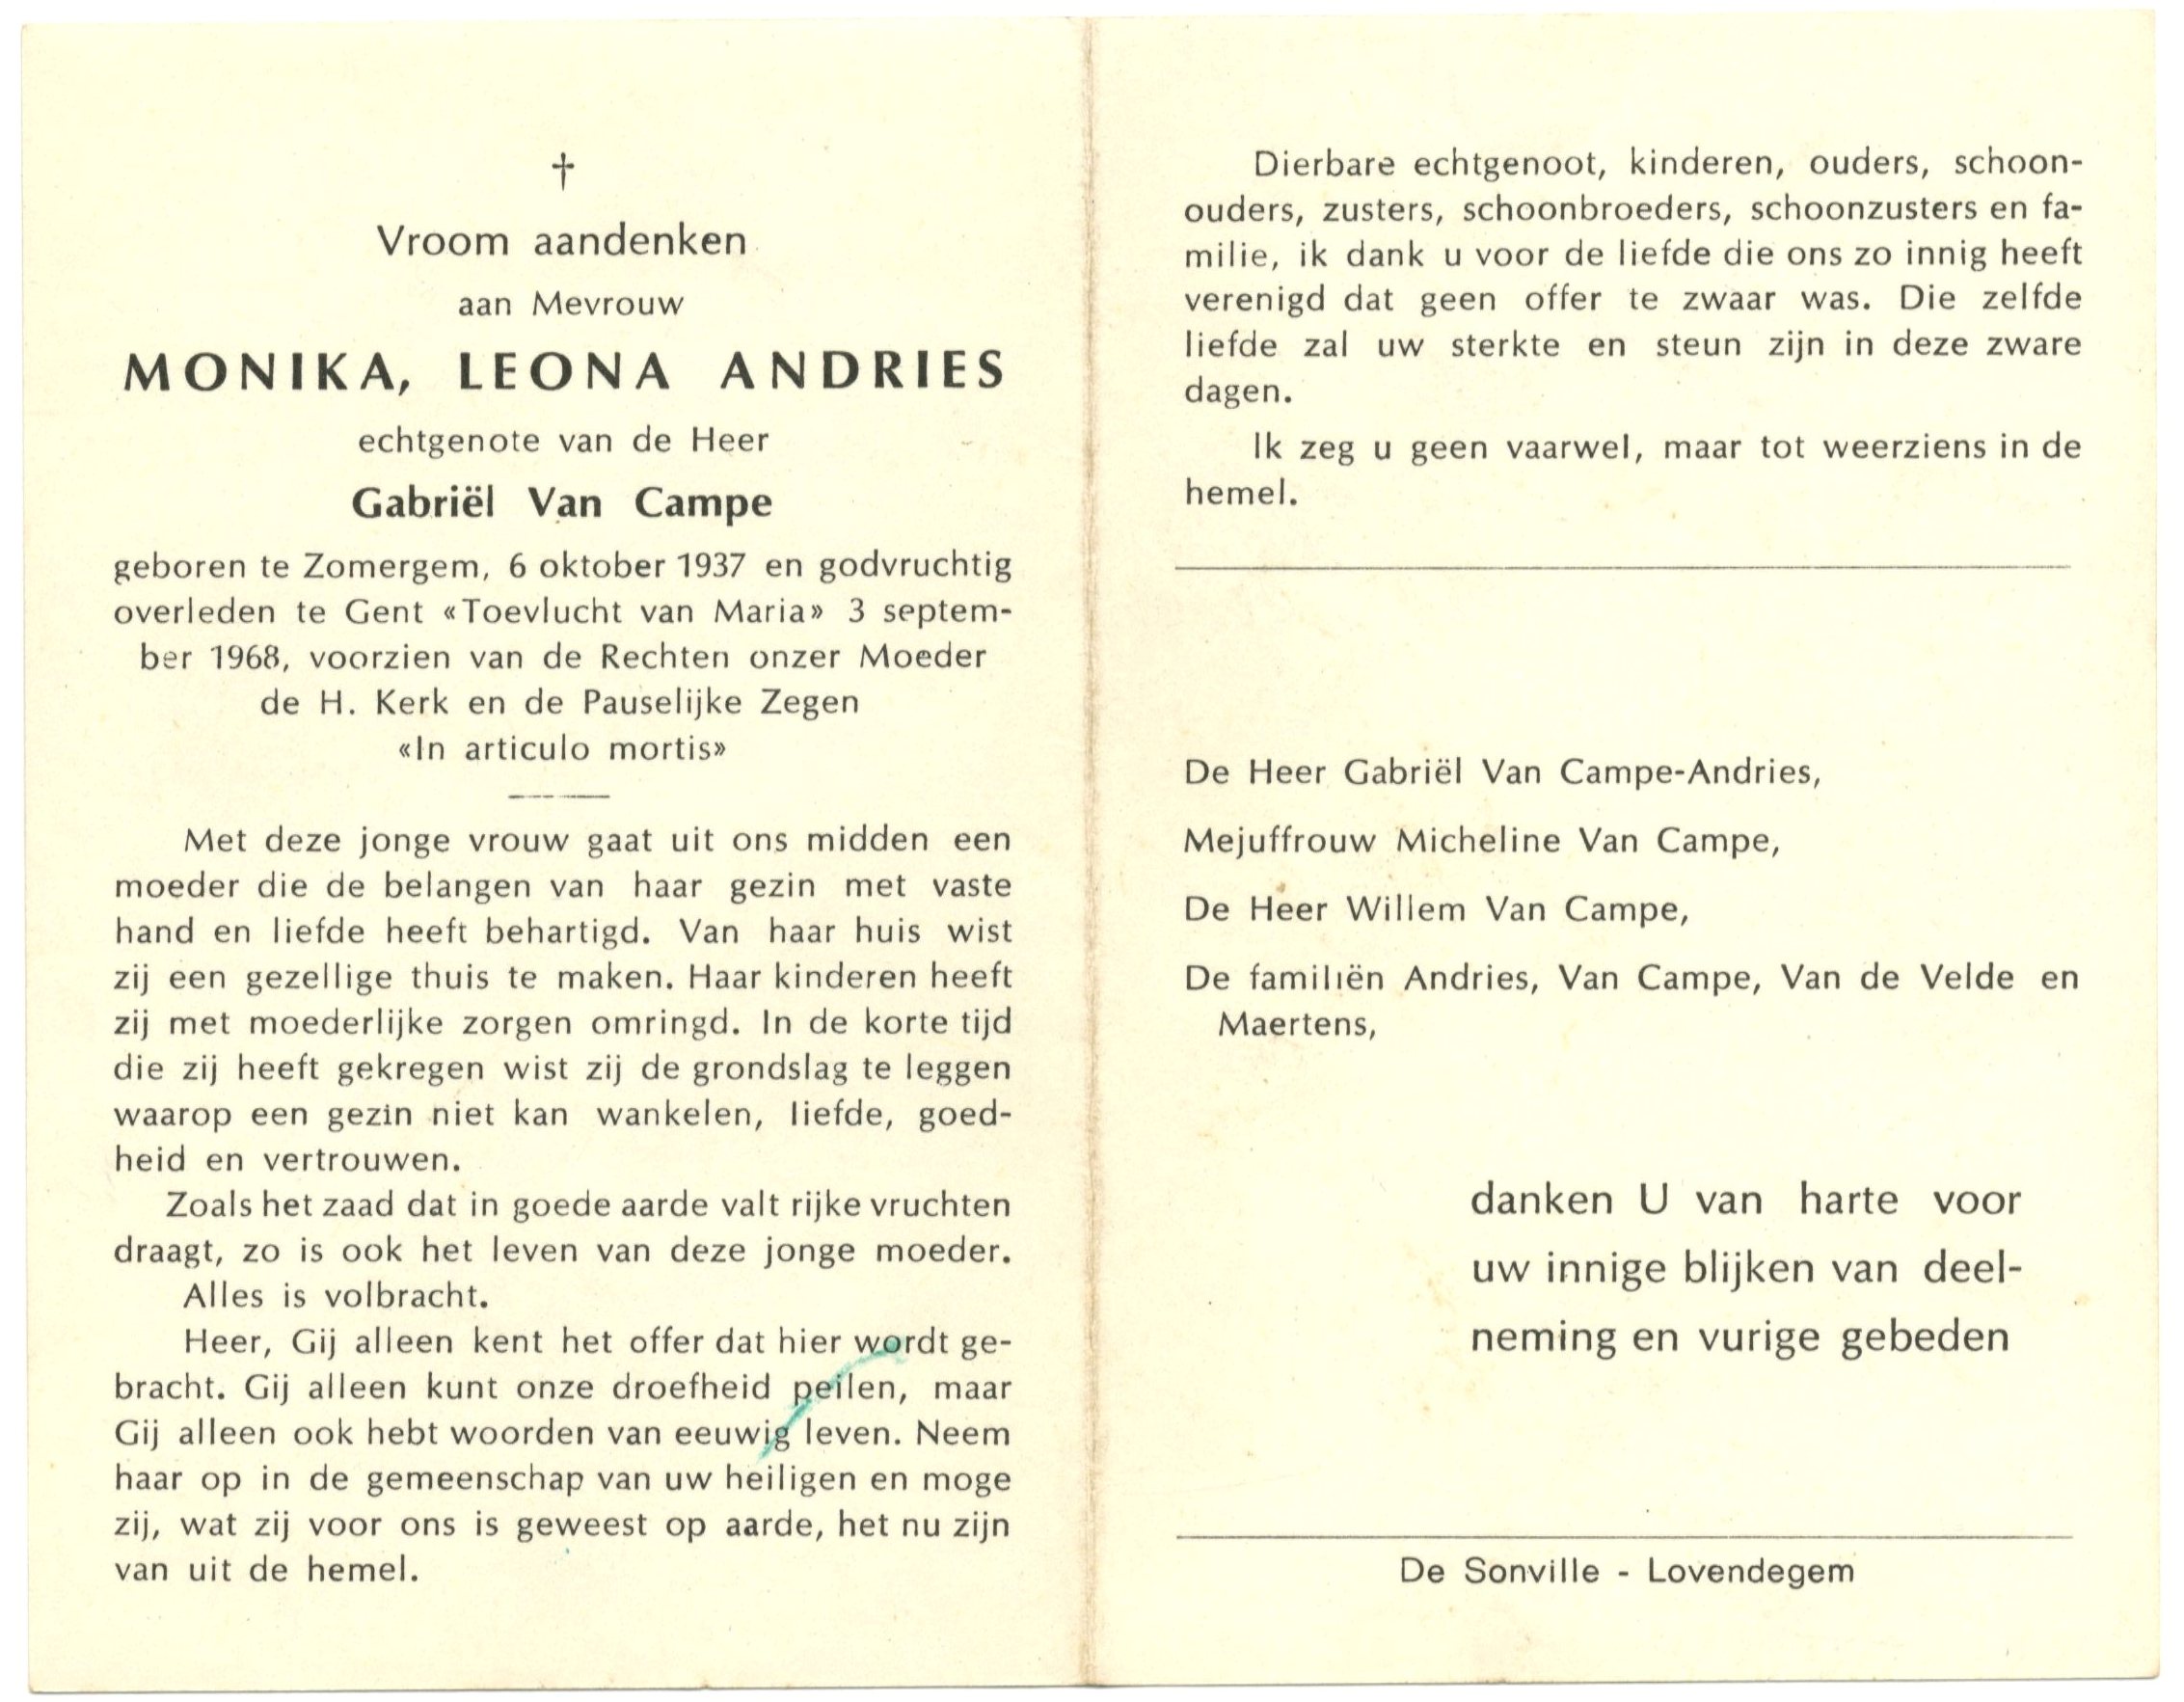 †
Vroom aandenken
aan Mevrouw
MONIKA, LEONA ANDRIES
echtgenote van de Heer
Gabriël Van Campe
geboren te Zomergem, 6 oktober 1937 en godvruchtig
overleden te Gent «Toevlucht van Maria» 3 septem-
ber 1968, voorzien van de Rechten onzer Moeder
de H. Kerk en de Pauselijke Zegen
«In articulo mortis»
Met deze jonge vrouw gaat uit ons midden een
moeder die de belangen van haar gezin met vaste
hand en liefde heeft behartigd. Van haar huis wist
zij een gezellige thuis te maken. Haar kinderen heeft
zij met moederlijke zorgen omringd. In de korte tijd
die zij heeft gekregen wist zij de grondslag te leggen
waarop een gezin niet kan wankelen, liefde, goed-
heid en vertrouwen.
Zoals het zaad dat in goede aarde valt rijke vruchten
draagt, zo is ook het leven van deze jonge moeder.
Alles is volbracht.
Heer, Gij alleen kent het offer dat hier wordt ge-
bracht. Gij alleen kunt onze droefheid peilen, maar
Gij alleen ook hebt woorden van eeuwig leven. Neem
haar op in de gemeenschap van uw heiligen en moge
zij, wat zij voor ons is geweest op aarde, het nu zijn
van uit de hemel.
Dierbare echtgenoot, kinderen, ouders, schoon-
ouders, zusters, schoonbroeders, schoonzusters en fa-
milie, ik dank u voor de liefde die ons zo innig heeft
verenigd dat geen offer te zwaar was. Die zelfde
liefde zal uw sterkte en steun zijn in deze zware
dagen.
Ik zeg u geen vaarwel, maar tot weerziens in de
hemel.
De Heer Gabriël Van Campe-Andries,
Mejuffrouw Micheline Van Campe,
De Heer Willem Van Campe,
De familiën Andries, Van Campe, Van de Velde en
Maertens,
danken U van harte voor
uw innige blijken van deel-
neming en vurige gebeden
De Sonville - Lovendegem